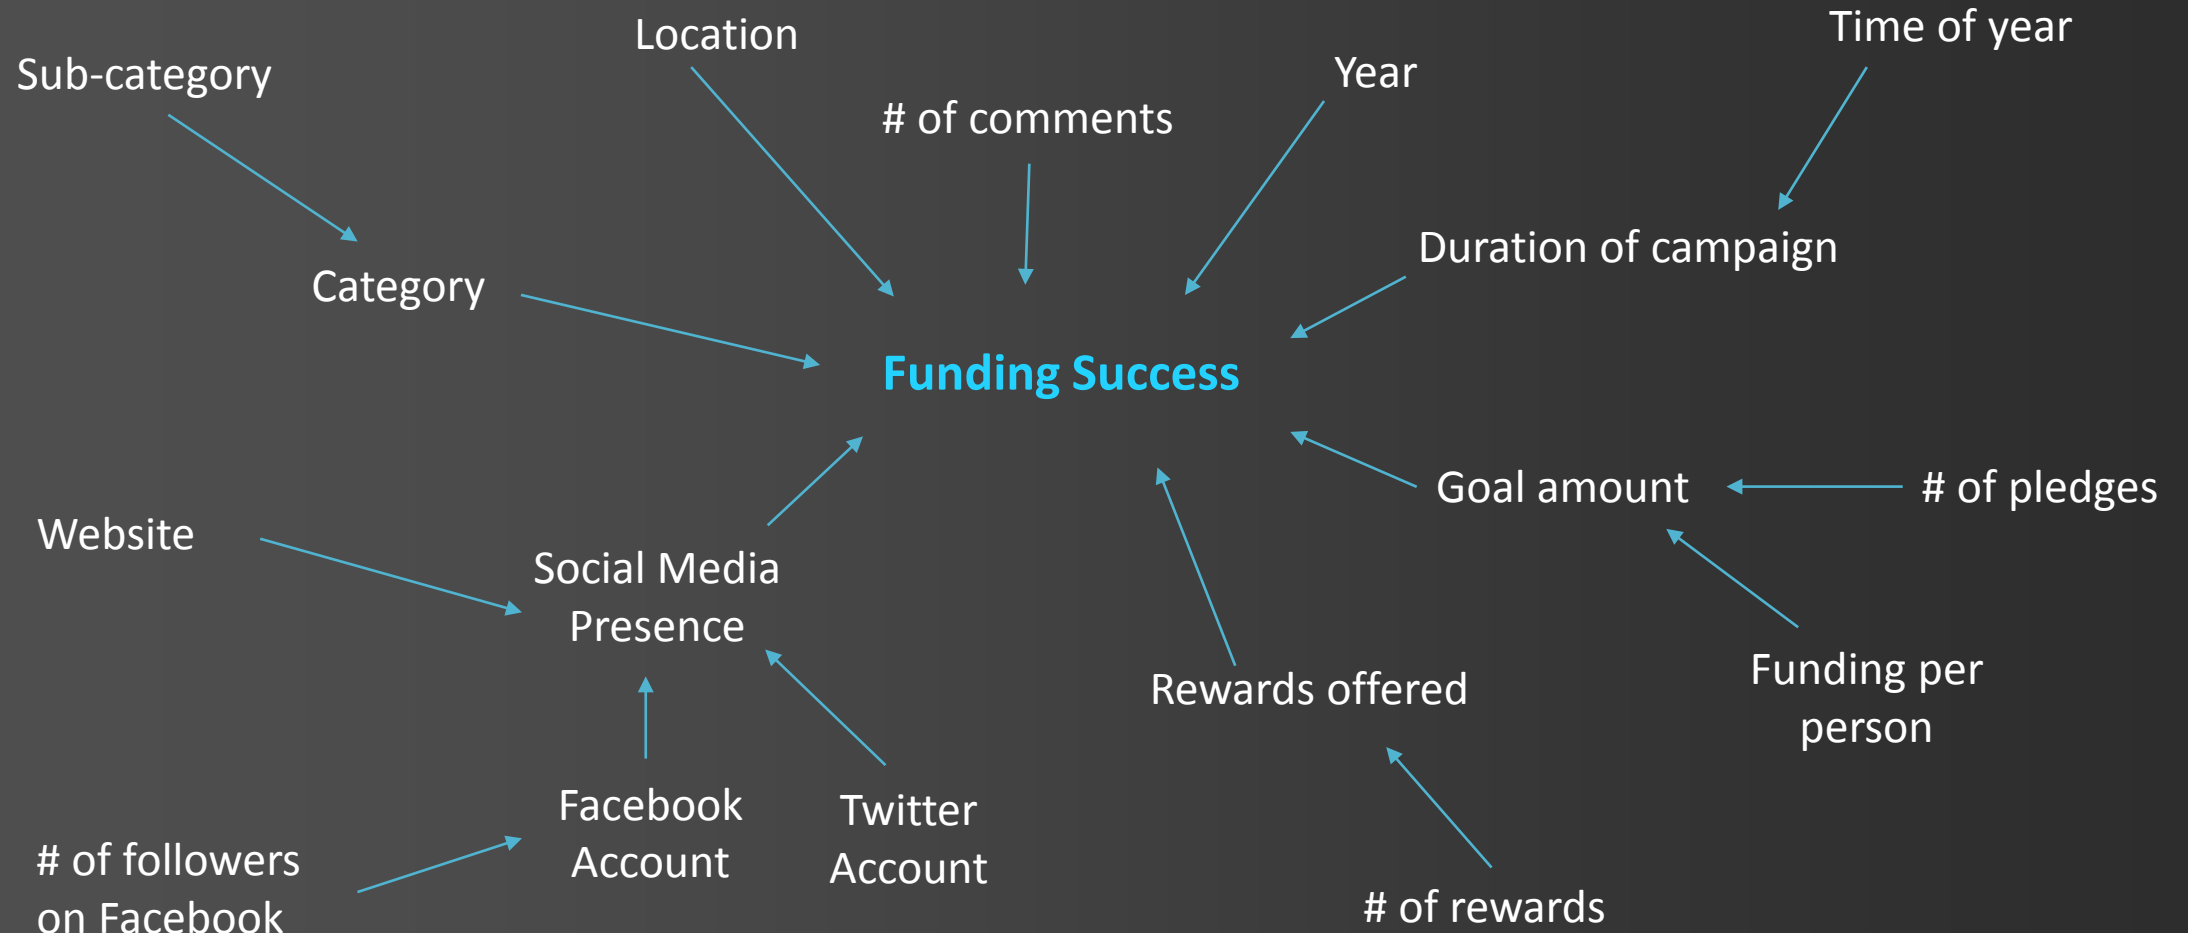 Time of year
Location
Sub-category
Year
# of comments
Duration of campaign
Category
Funding Success
Goal amount
# of pledges
Website
Social Media
Presence
Rewards offered
Funding per
person
Facebook
Account
Twitter
Account
# of followers
on Facebook
# of rewards